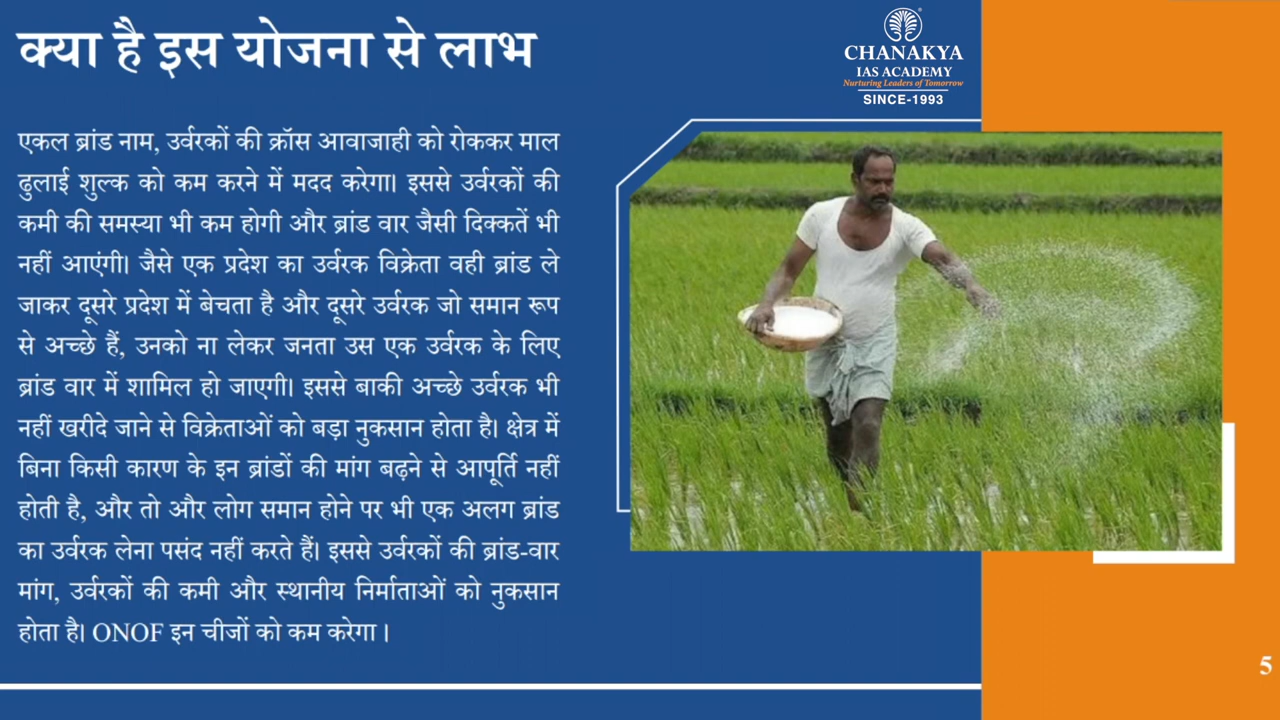 क्या है इस योजना से लाभ
CHANAKYA
IAS ACADEMY
Nurturing Leaders of Tomorrow
SINCE-1993
एकल ब्रांड नाम, उर्वरकों की क्रॉस आवाजाही को रोककर माल
ढुलाई शुल्क को कम करने में मदद करेगा। इससे उर्वरकों की
कमी की समस्या भी कम होगी और ब्रांड वार जैसी दिक्कतें भी
नहीं आएंगी। जैसे एक प्रदेश का उर्वरक विक्रेता वही ब्रांड ले
जाकर दूसरे प्रदेश में बेचता है और दूसरे उर्वरक जो समान रूप
से अच्छे हैं, उनको ना लेकर जनता उस एक उर्वरक के लिए
ब्रांड वार में शामिल हो जाएगी। इससे बाकी अच्छे उर्वरक भी
नहीं खरीदे जाने से विक्रेताओं को बड़ा नुकसान होता है। क्षेत्र में
बिना किसी कारण के इन ब्रांडों की मांग बढ़ने से आपूर्ति नहीं
होती है, और तो और लोग समान होने पर भी एक अलग ब्रांड
का उर्वरक लेना पसंद नहीं करते हैं। इससे उर्वरकों की ब्रांड-वार
मांग, उर्वरकों की कमी और स्थानीय निर्माताओं को नुकसान
होता है। ONOF इन चीजों को कम करेगा ।
5